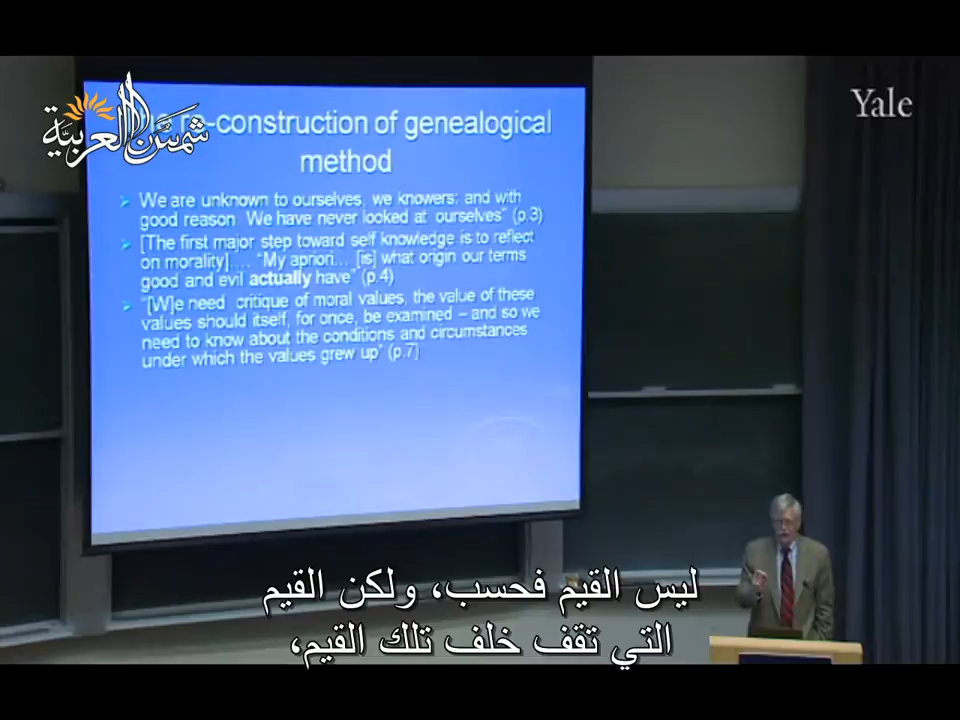 شمس العربية
Yale
-construction of genealogical
method
We are unknown to ourselves, we knowers: and with
good reason. We have never looked at ourselves" (p.3)
[The first major step toward self knowledge is to reflect
on morality].... "My apriori... [is] what origin our terms
good and evil actually have" (p.4)
"[W]e need critique of moral values, the value of these
values should itself, for once, be examined – and so we
need to know about the conditions and circumstances
under which the values grew up" (p.7]
ليس القيم فحسب، ولكن القيم
التي تقف خلف تلك القيم،